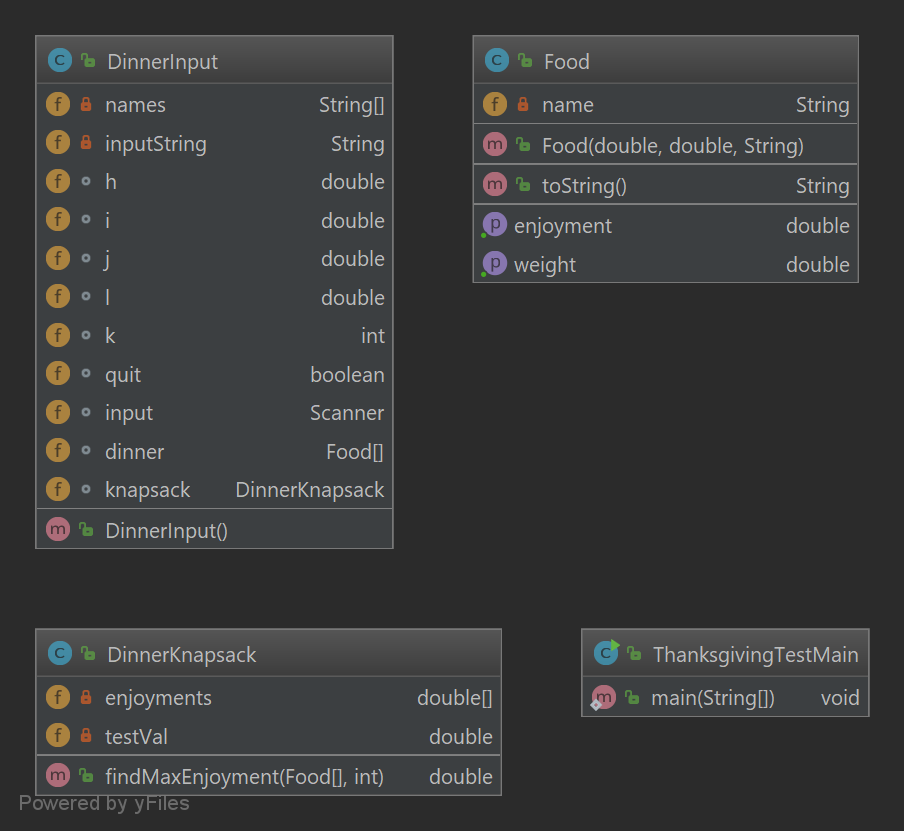 C DinnerInput
f names String[]
f inputString String
f h double
f i double
f j double
f l double
f k int
f quit boolean
f input Scanner
f dinner Food[]
f knapsack DinnerKnapsack
m DinnerInput()
C Food
f name String
m Food(double, double, String)
m toString() String
p enjoyment double
p weight double
C DinnerKnapsack
f enjoyments double[]
f testVal double
m findMaxEnjoyment(Food[], int) double
C ThanksgivingTestMain
m main(String[]) void
Powered by yFiles